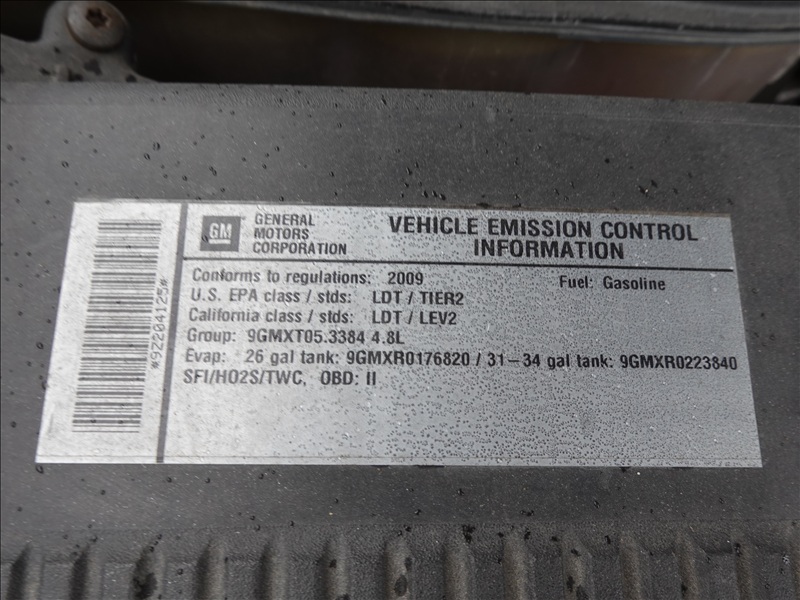 *92204125*
GM
GENERAL
MOTORS
CORPORATION
VEHICLE EMISSION CONTROL
INFORMATION
Conforms to regulations: 2009 Fuel: Gasoline
U.S. EPA class / stds: LDT / TIER2
California class / stds: LDT / LEV2
Group: 9GMXT05.3384 4.8L
Evap: 26 gal tank: 9GMXR0176820 / 31-34 gal tank: 9GMXR0223840
SFI/HO2S/TWC, OBD: II